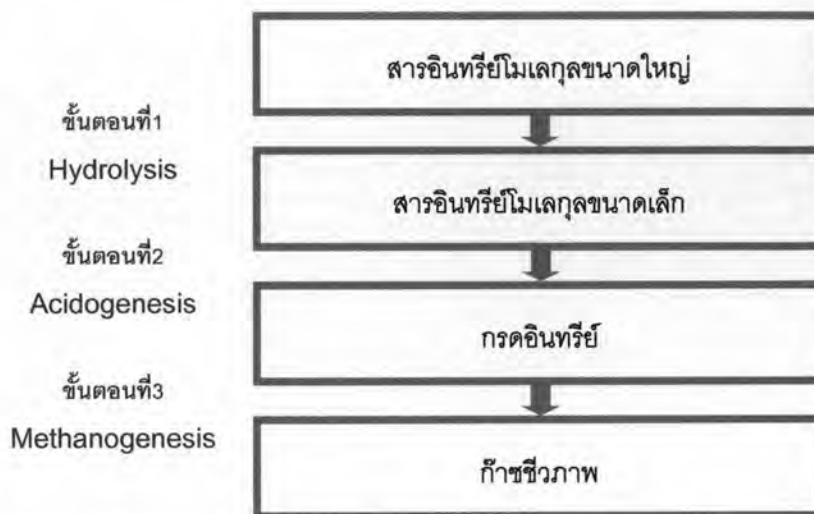 สารอินทรีย์โมเลกุลขนาดใหญ่
ขั้นตอนที่1
Hydrolysis
สารอินทรีย์โมเลกุลขนาดเล็ก
ขั้นตอนที่2
Acidogenesis
กรดอินทรีย์
ขั้นตอนที่3
Methanogenesis
ก๊าซชีวภาพ